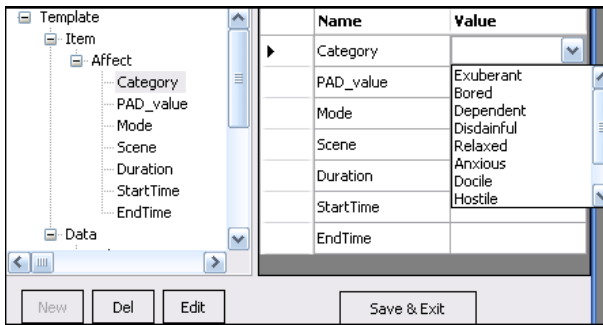 Template
Item
Affect
Category
PAD_value
Mode
Scene
Duration
StartTime
EndTime
Data
New
Del
Edit
Name Value
Category
PAD_value
Mode
Scene
Duration
StartTime
EndTime
Exuberant
Bored
Dependent
Disdainful
Relaxed
Anxious
Docile
Hostile
Save & Exit